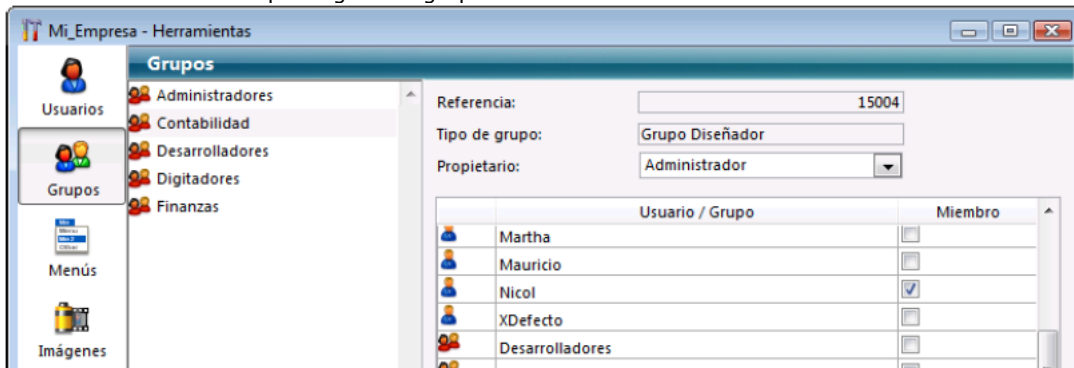 Mi_Empresa - Herramientas
Grupos
Usuarios
Grupos
Menús
Imágenes
Administradores
Contabilidad
Desarrolladores
Digitadores
Finanzas
Referencia: 15004
Tipo de grupo: Grupo Diseñador
Propietario: Administrador
Usuario / Grupo Miembro
Martha
Mauricio
Nicol
XDefecto
Desarrolladores